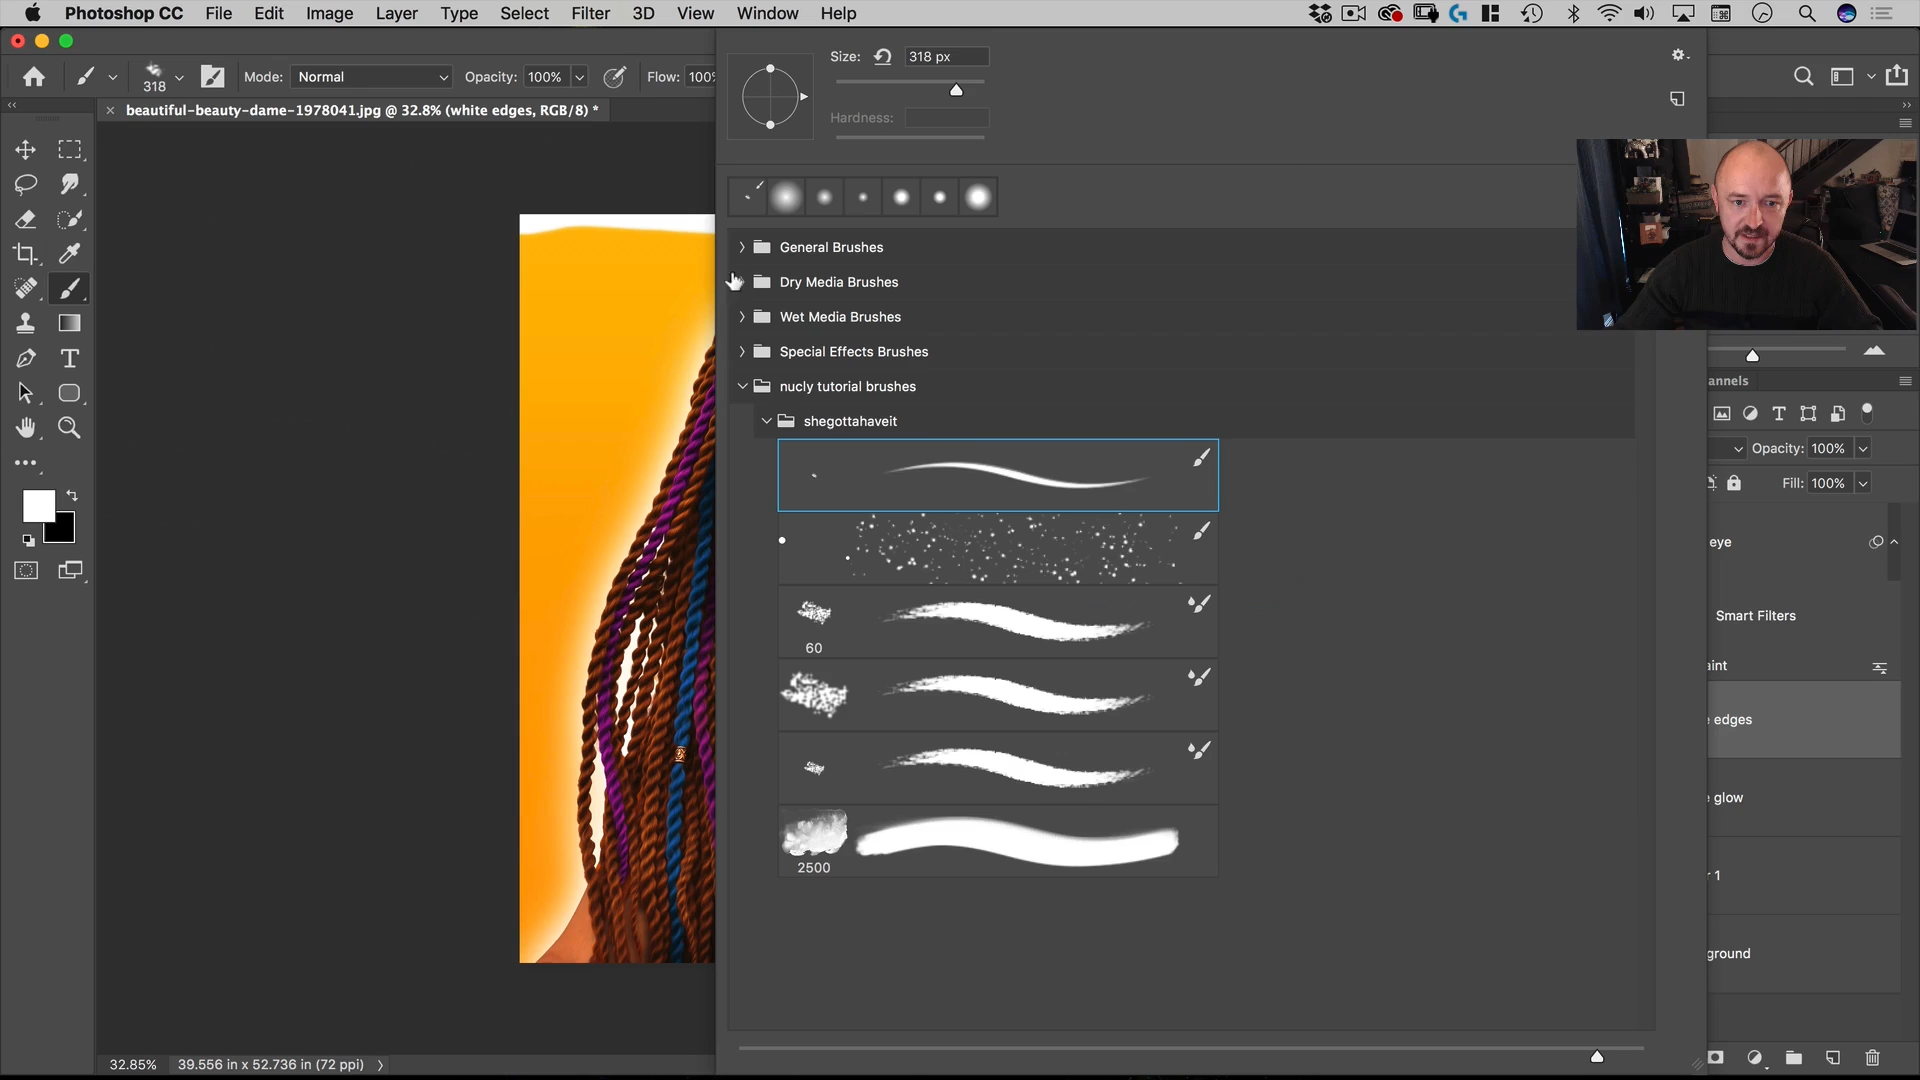 Photoshop CC File Edit Image Layer Type Select Filter 3D View Window Help
318 Mode: Normal Opacity: 100% Flow: 100%
Size: 318 px
Hardness:
× beautiful-beauty-dame-1978041.jpg @ 32.8% (white edges, RGB/8) *
General Brushes
Dry Media Brushes
Wet Media Brushes
Special Effects Brushes
nucly tutorial brushes
shegottahaveit
60
2500
annels
Opacity: 100%
Fill: 100%
eye
Smart Filters
aint
e edges
e glow
r 1
ground
32.85% 39.556 in x 52.736 in (72 ppi)